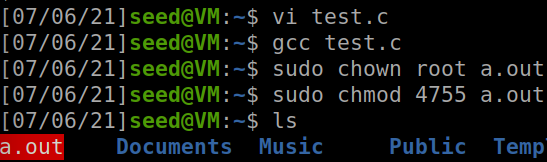 [07/06/21]seed@VM:~$ vi test.c
[07/06/21]seed@VM:~$ gcc test.c
[07/06/21]seed@VM:~$ sudo chown root a.out
[07/06/21]seed@VM:~$ sudo chmod 4755 a.out
[07/06/21]seed@VM:~$ ls
a.out Documents Music Public Temp